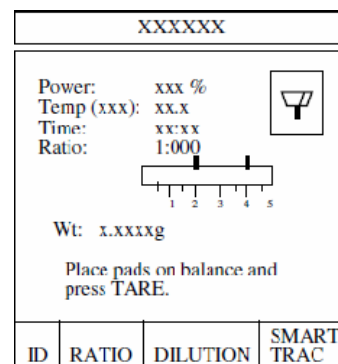 XXXXXX
Power: xxx %
Temp (xxx): xx.x
Time: xx:xx
Ratio: 1:000
1 2 3 4 5
Wt: x.xxxxg
Place pads on balance and
press TARE.
ID RATIO DILUTION SMART
TRAC